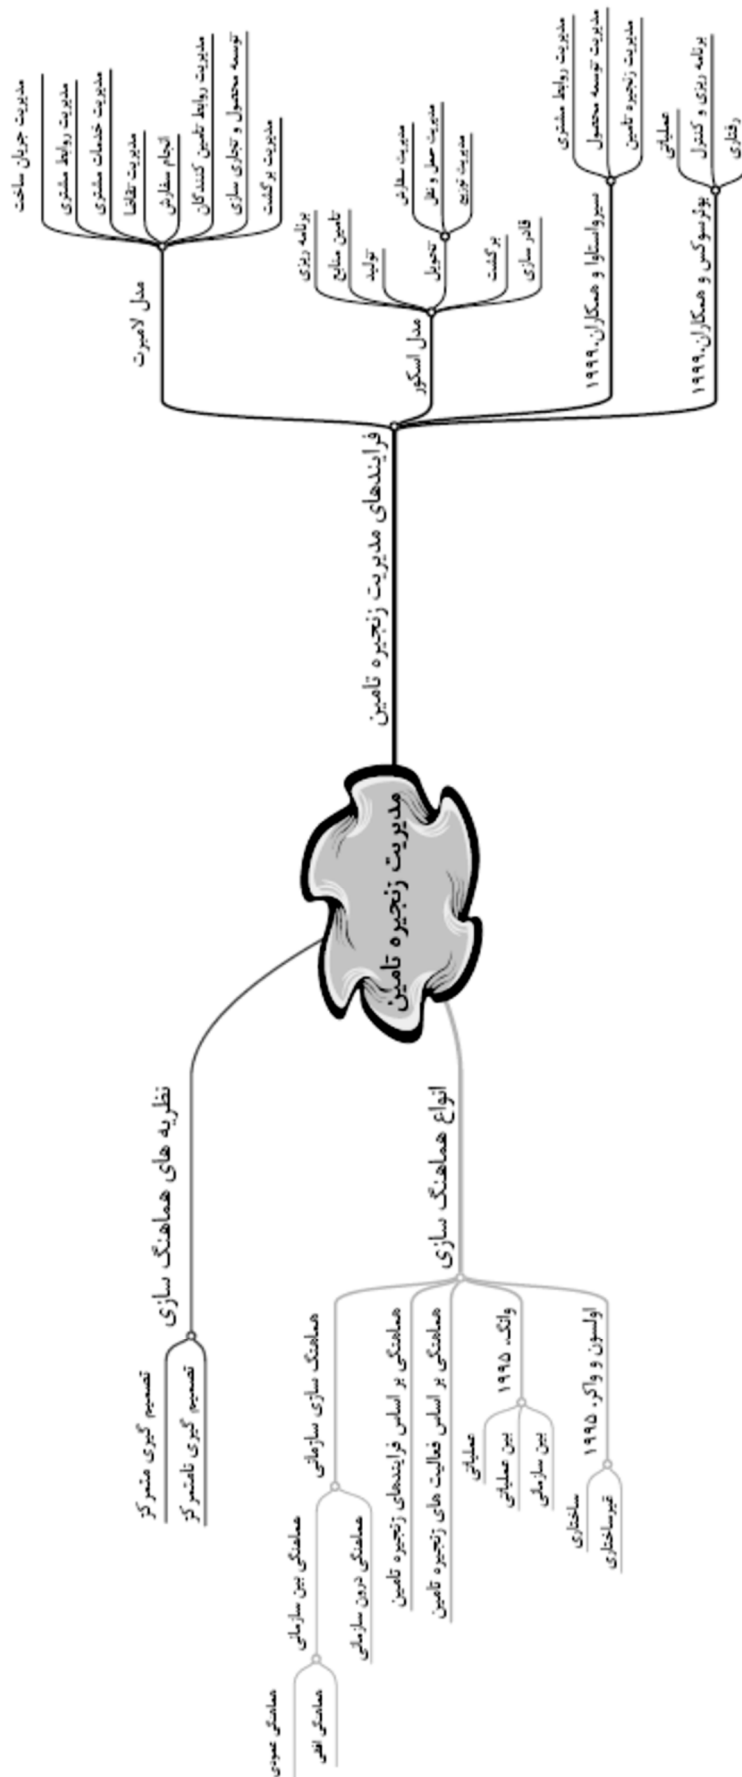 مدیریت زنجیره تامین
فرایندهای مدیریت زنجیره تامین
مدل لامبرت
مدیریت جریان ساخت
مدیریت روابط مشتری
مدیریت خدمات مشتری
مدیریت تقاضا
انجام سفارش
مدیریت روابط تامین کنندگان
توسعه محصول و تجاری سازی
مدیریت برگشت
مدل اسکور
برنامه ریزی
تامین منابع
تولید
تحویل
مدیریت سفارش
مدیریت حمل و نقل
مدیریت توزیع
برگشت
قادر سازی
سیرواستاوا و همکاران،۱۹۹۹
مدیریت روابط مشتری
مدیریت توسعه محصول
مدیریت زنجیره تامین
بوئرسوکس و همکاران،۱۹۹۹
عملیاتی
برنامه ریزی و کنترل
رفتاری
نظریه های هماهنگ سازی
تصمیم گیری متمرکز
تصمیم گیری نامتمرکز
انواع هماهنگ سازی
هماهنگ سازی سازمانی
هماهنگی بین سازمانی
هماهنگی عمودی
هماهنگی افقی
هماهنگی درون سازمانی
هماهنگی بر اساس فرایندهای زنجیره تامین
هماهنگی بر اساس فعالیت های زنجیره تامین
وانگ، ۱۹۹۵
عملیاتی
بین عملیاتی
بین سازمانی
اولسون و واکر، ۱۹۹۵
ساختاری
غیرساختاری